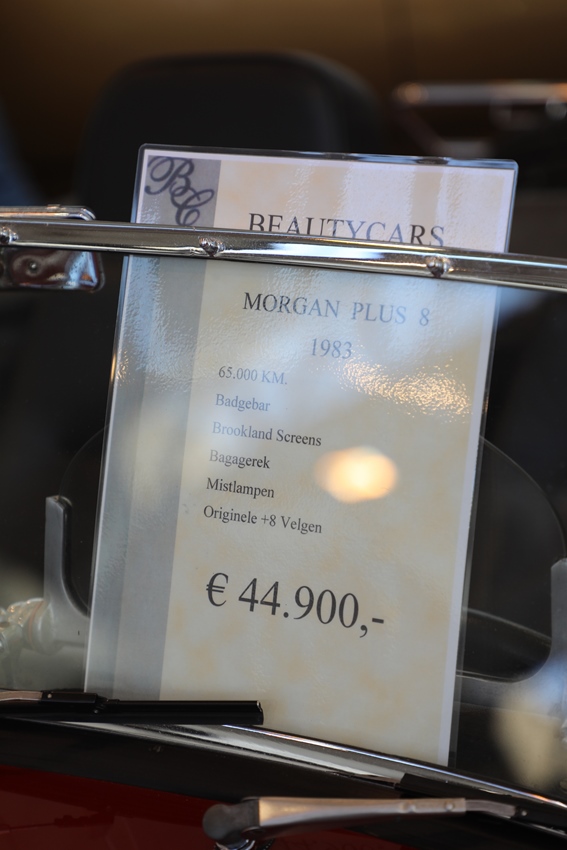 BC
BEAUTYCARS
MORGAN PLUS 8
1983
65.000 KM.
Badgebar
Brookland Screens
Bagagerek
Mistlampen
Originele +8 Velgen
€ 44.900,-